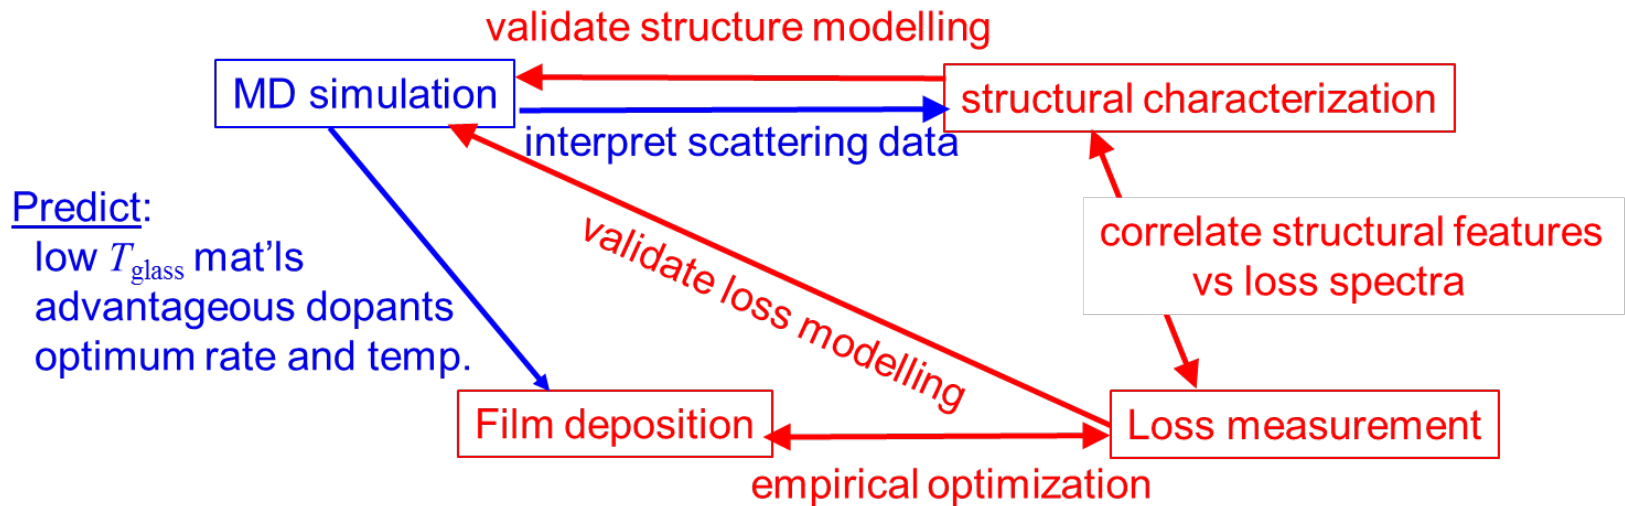 validate structure modelling
MD simulation
structural characterization
interpret scattering data
Predict:
low Tglass mat’ls
advantageous dopants
optimum rate and temp.
validate loss modelling
correlate structural features
vs loss spectra
Film deposition
Loss measurement
empirical optimization